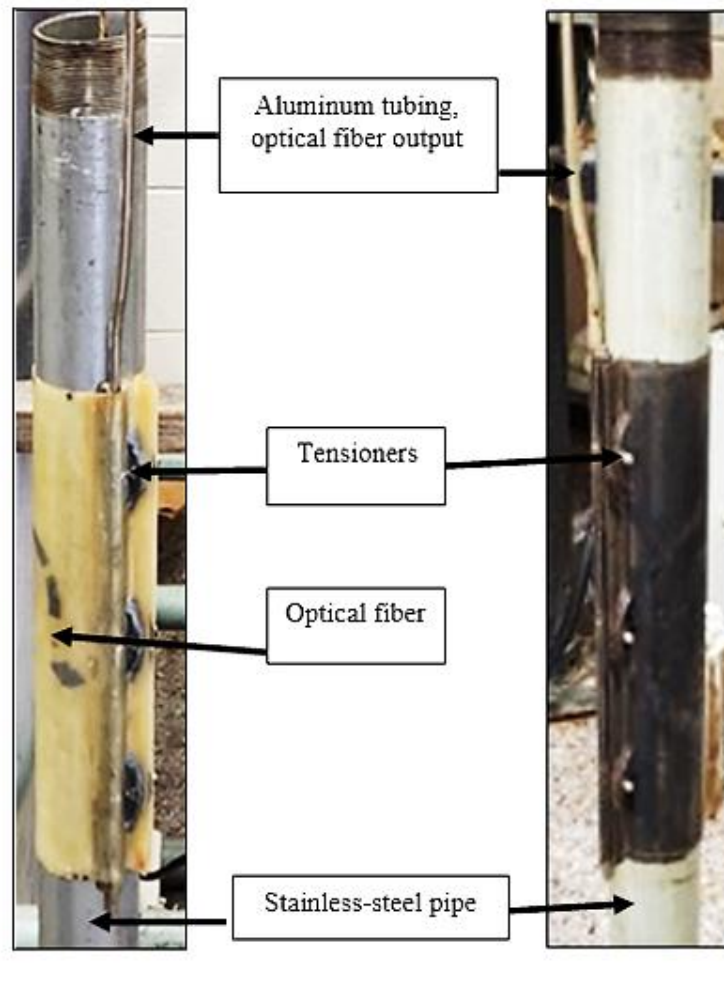 Aluminum tubing,
optical fiber output
Tensioners
Optical fiber
Stainless-steel pipe